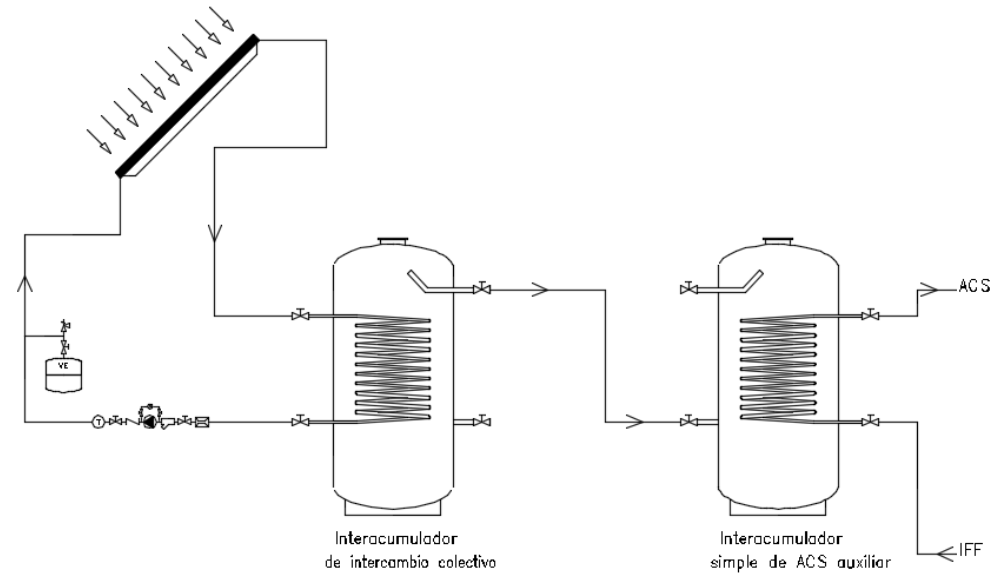 ACS
VE
T
Interacumulador
de intercambio colectivo
Interacumulador
simple de ACS auxiliar
IFF